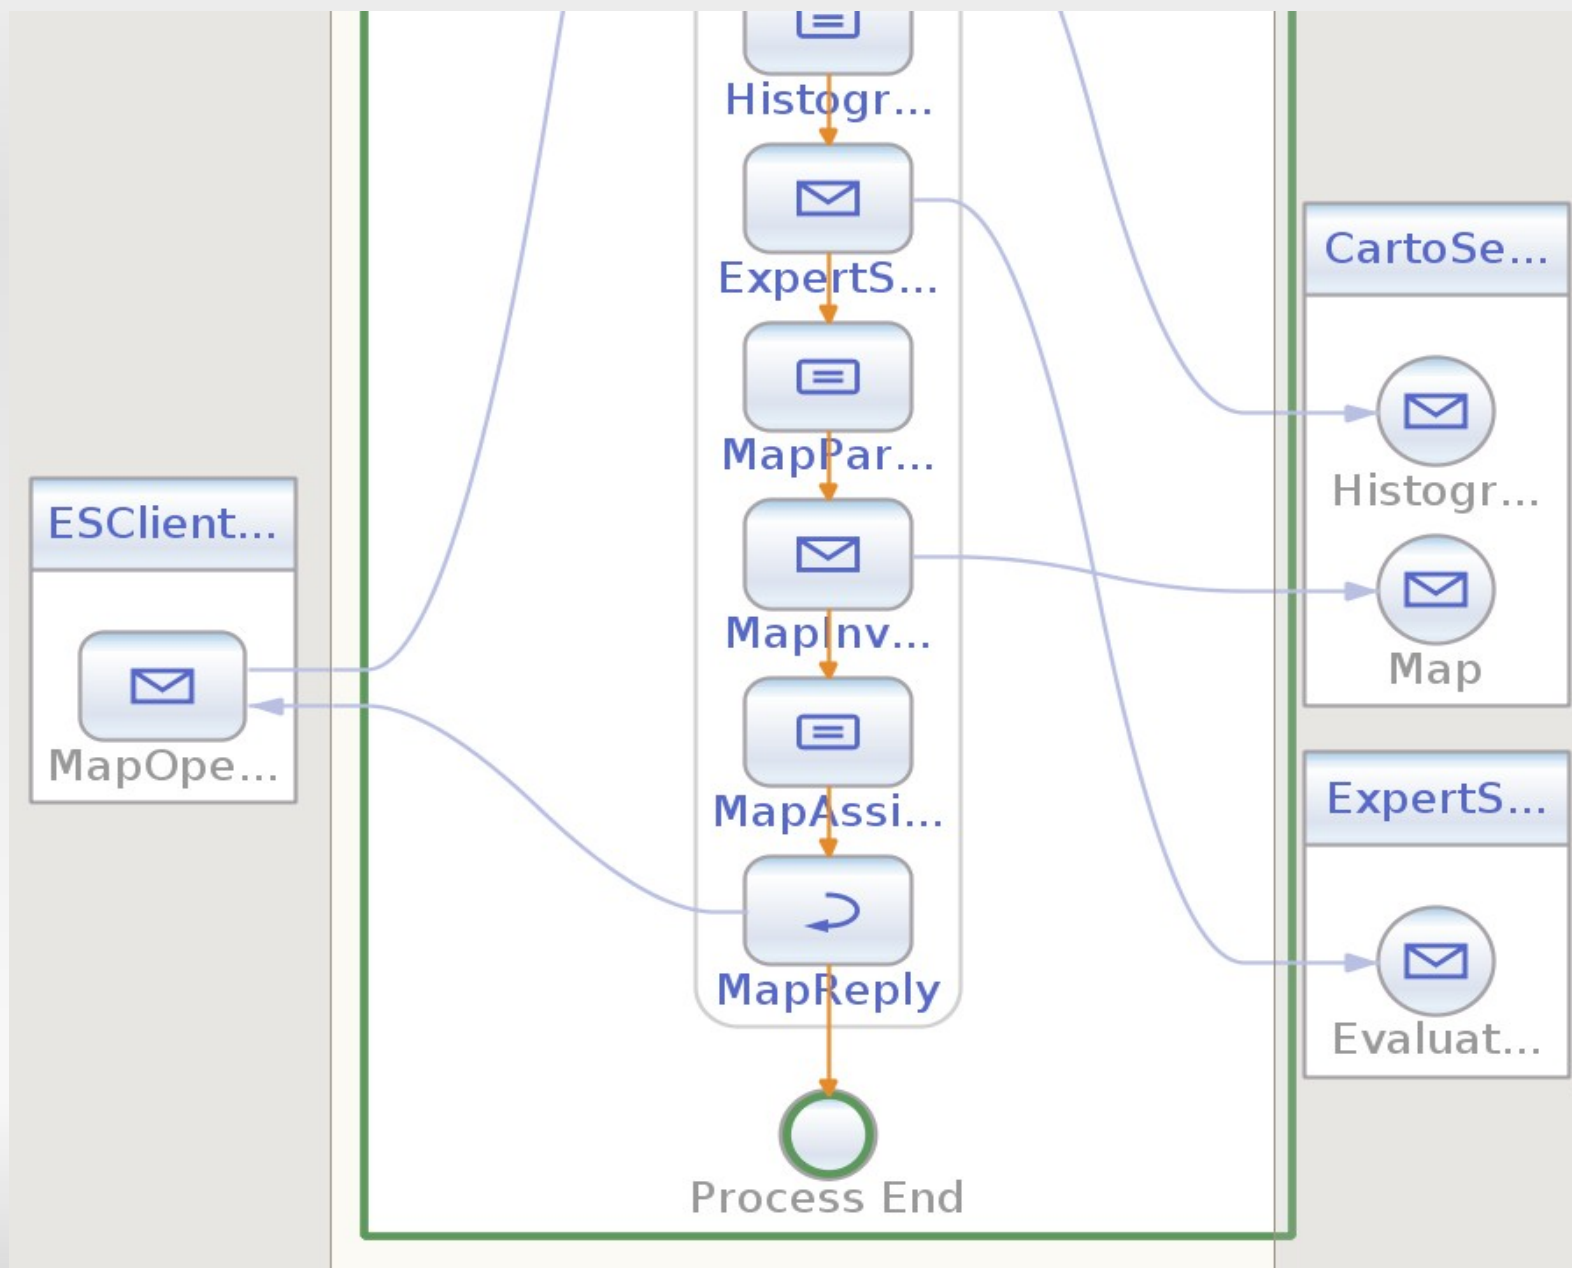 Histogr...
ExpertS...
MapPar...
MapInv...
MapAssi...
MapReply
Process End
ESClient...
MapOpe...
CartoSe...
Histogr...
Map
ExpertS...
Evaluat...